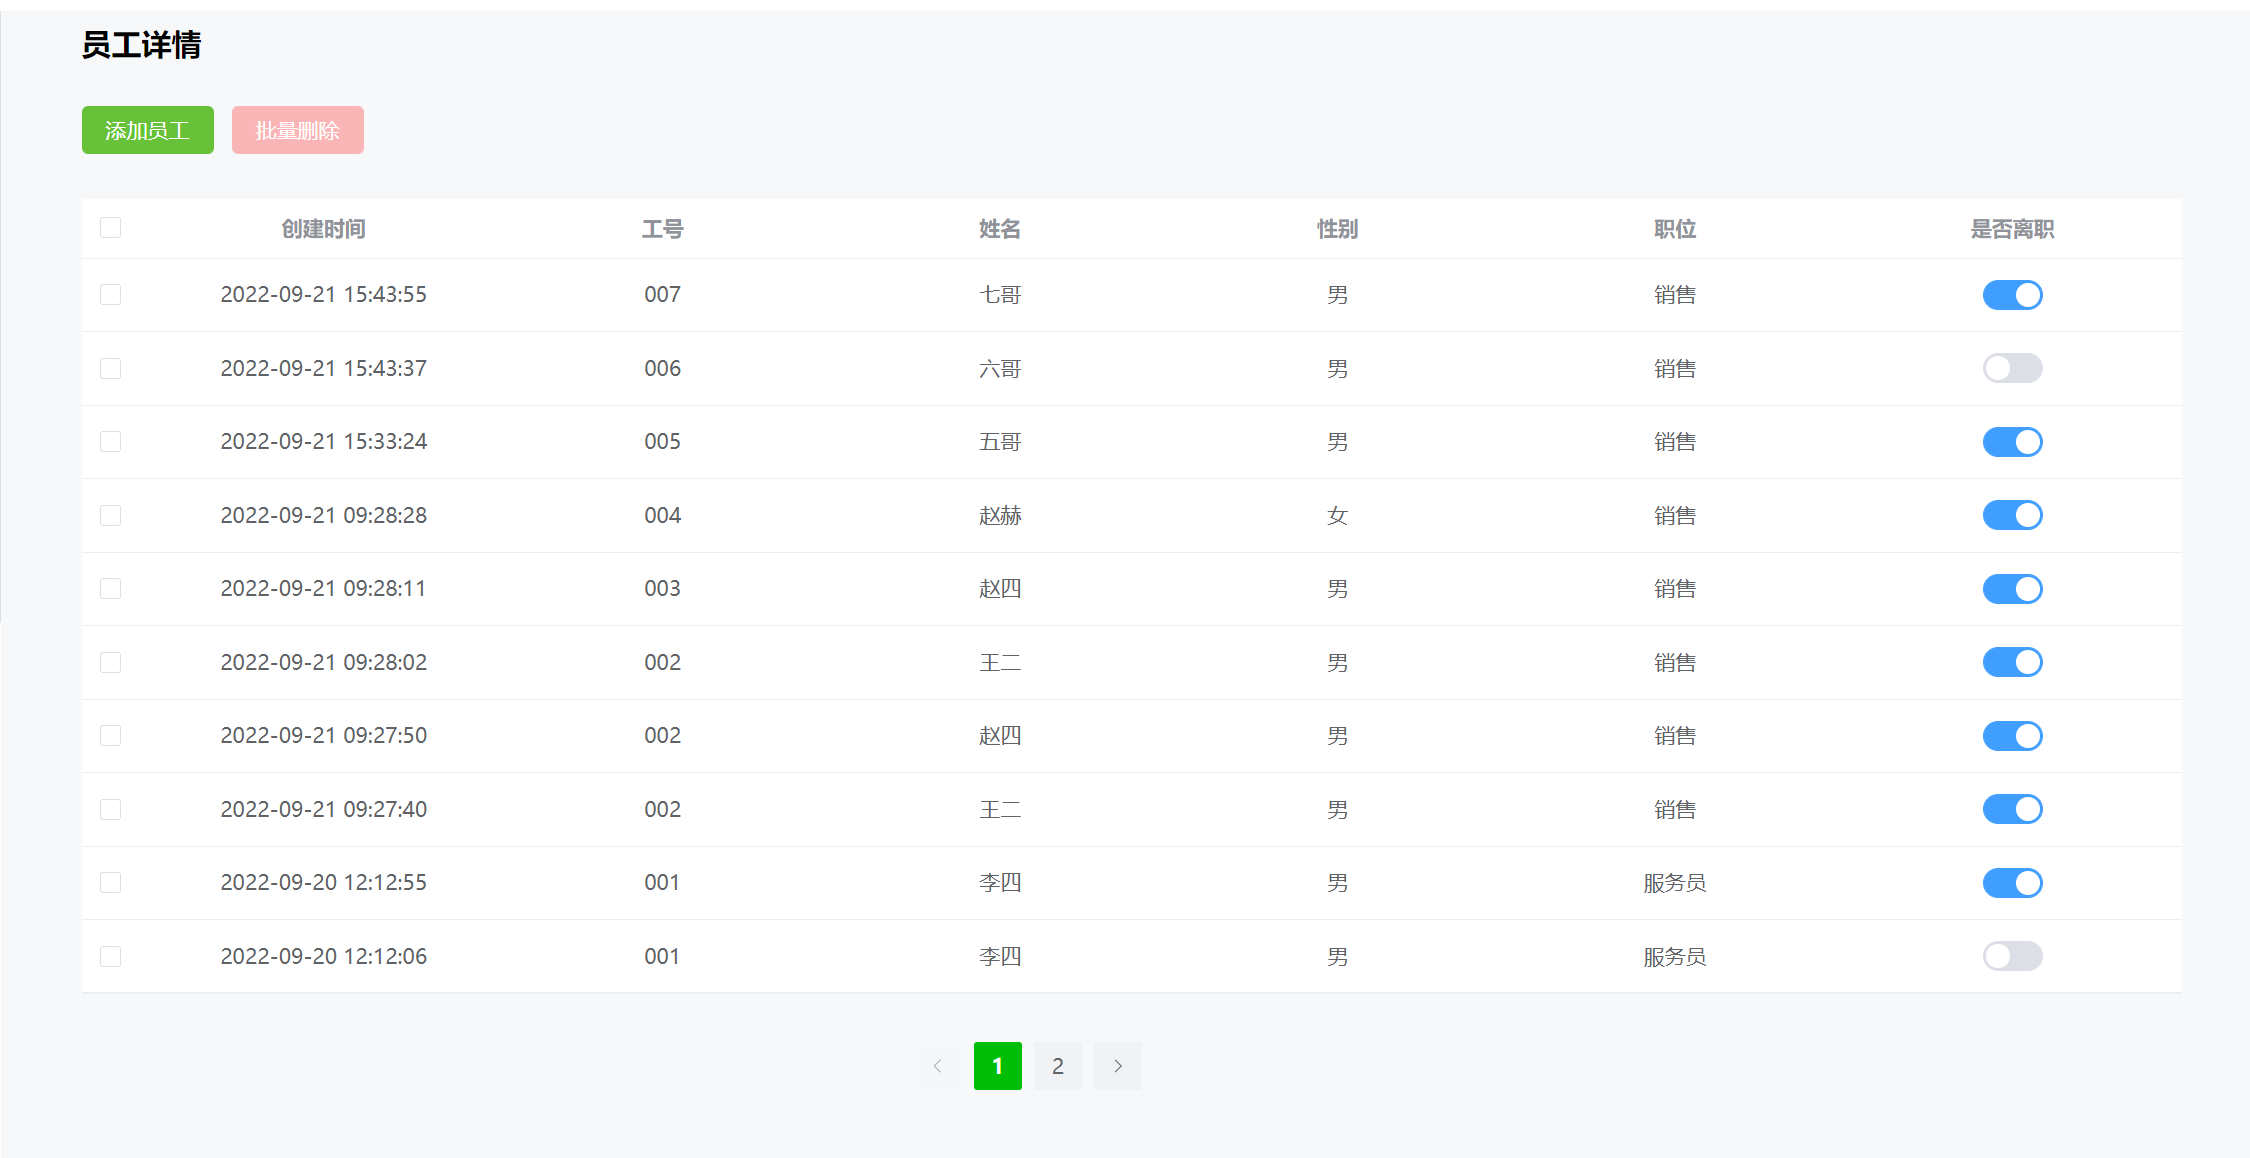 员工详情
添加员工 批量删除
创建时间 工号 姓名 性别 职位 是否离职
2022-09-21 15:43:55 007 七哥 男 销售
2022-09-21 15:43:37 006 六哥 男 销售
2022-09-21 15:33:24 005 五哥 男 销售
2022-09-21 09:28:28 004 赵赫 女 销售
2022-09-21 09:28:11 003 赵四 男 销售
2022-09-21 09:28:02 002 王二 男 销售
2022-09-21 09:27:50 002 赵四 男 销售
2022-09-21 09:27:40 002 王二 男 销售
2022-09-20 12:12:55 001 李四 男 服务员
2022-09-20 12:12:06 001 李四 男 服务员
1 2